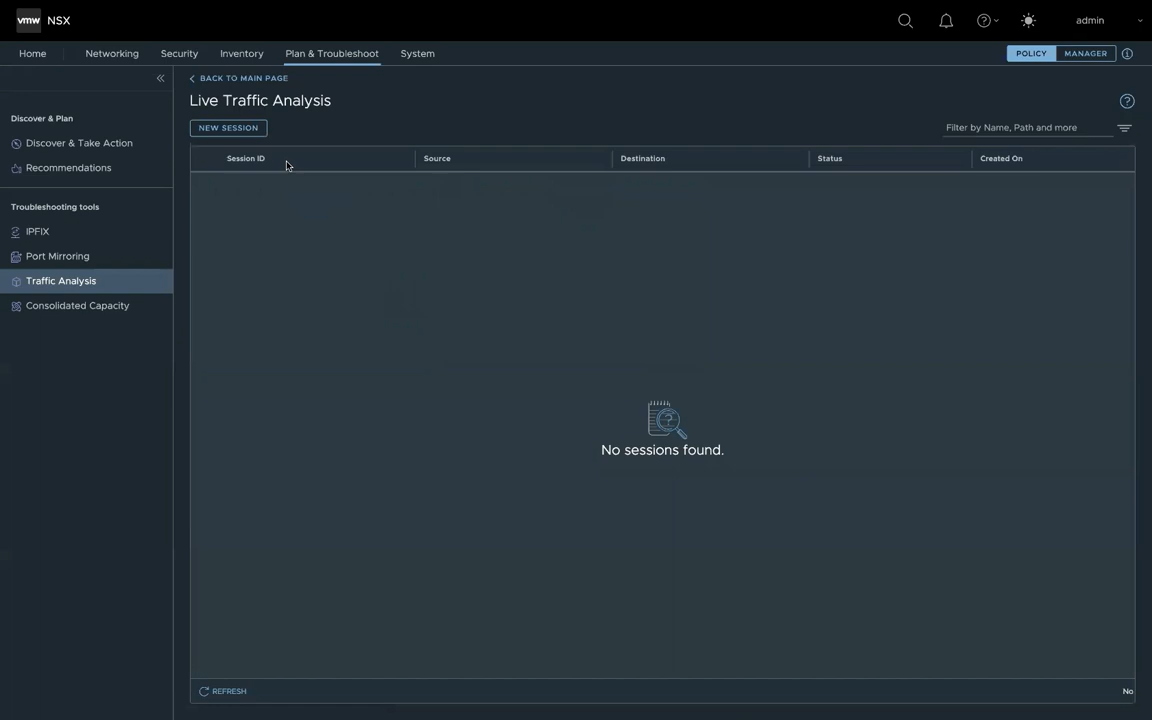 vmw NSX
admin
Home Networking Security Inventory Plan & Troubleshoot System
POLICY MANAGER
BACK TO MAIN PAGE
Live Traffic Analysis
NEW SESSION
Filter by Name, Path and more
Discover & Plan
Discover & Take Action
Recommendations
Troubleshooting tools
IPFIX
Port Mirroring
Traffic Analysis
Consolidated Capacity
Session ID Source Destination Status Created On
No sessions found.
REFRESH
No